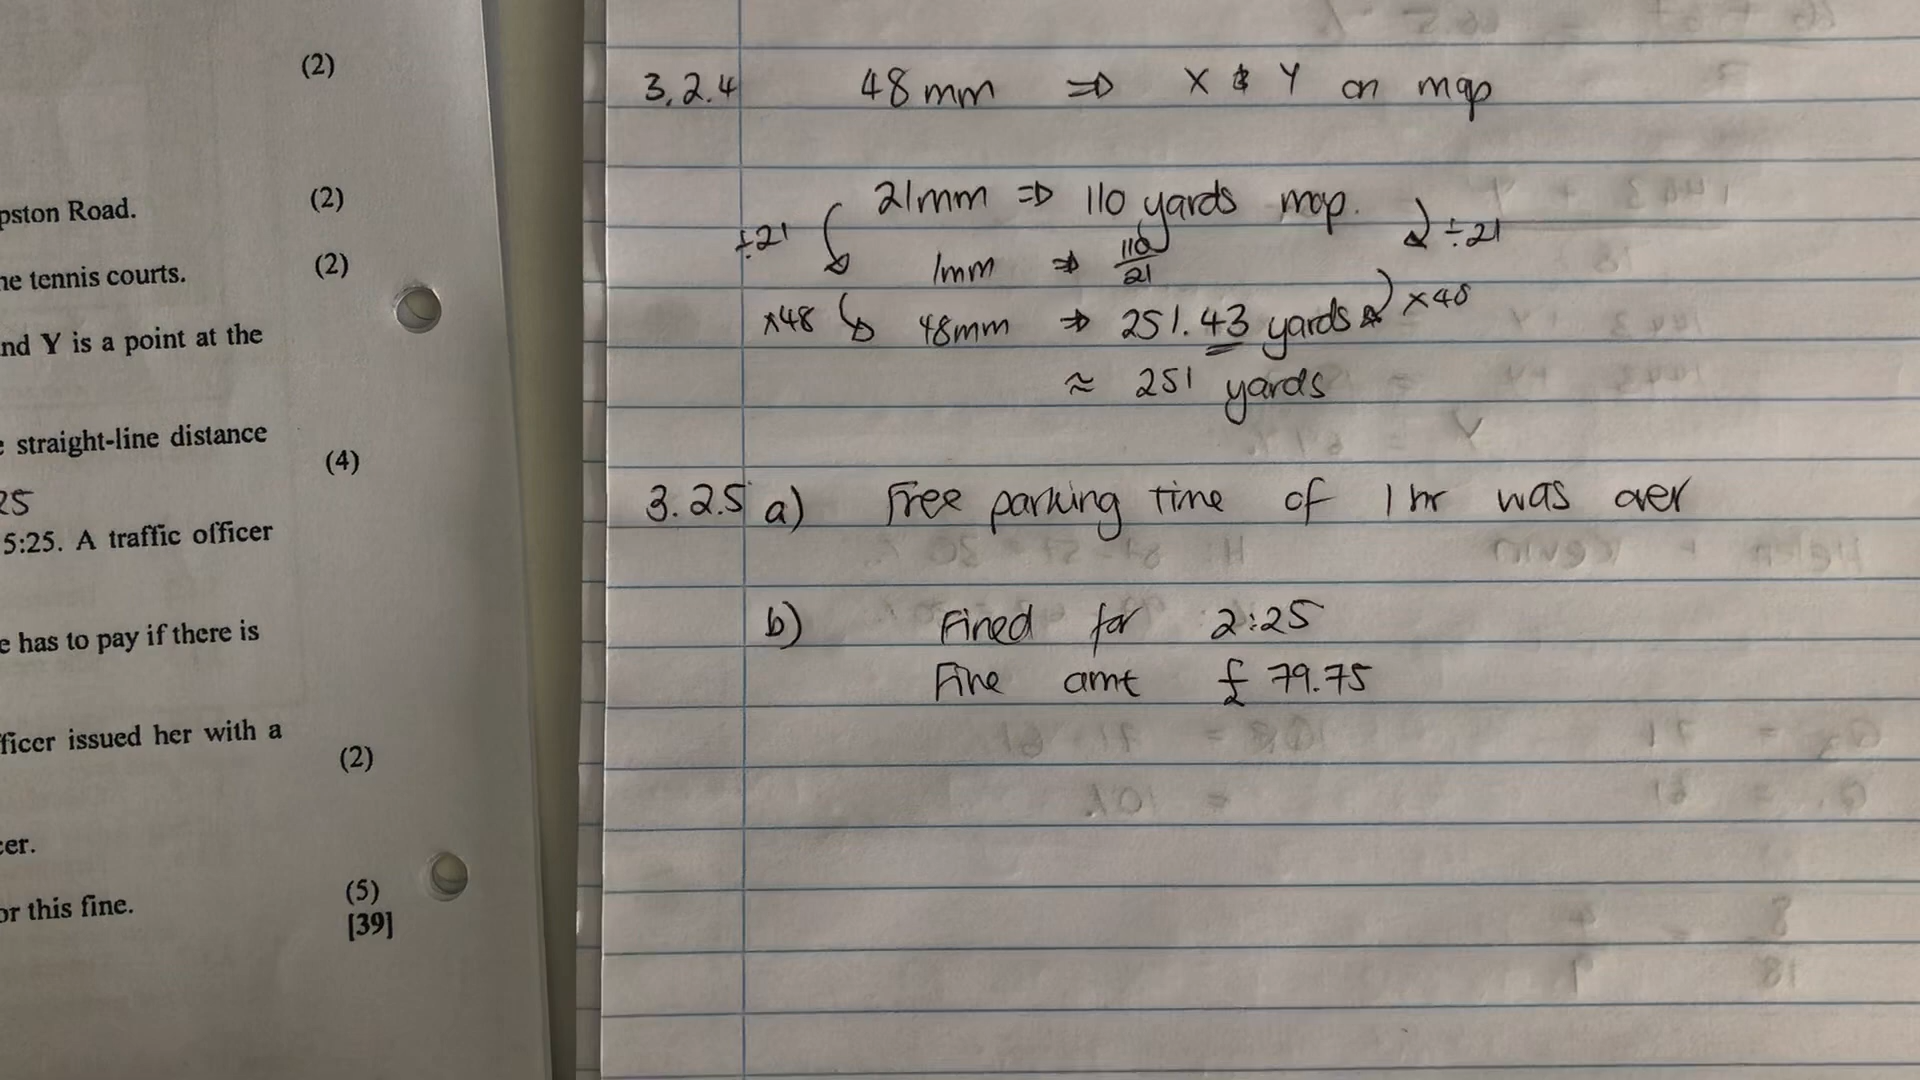 (2)
pston Road. (2)
he tennis courts. (2)
nd Y is a point at the
straight-line distance (4)
25
5:25. A traffic officer
e has to pay if there is
fficer issued her with a (2)
cer.
or this fine. (5)
[39]
3.2.4 48mm ⇒ X & Y on map
21mm ⇒ 110 yards map.
÷21 1mm ⇒ 110/21 ÷21
×48 48mm ⇒ 251.43 yards ×48
≈ 251 yards
3.2.5 a) Free parking time of 1 hr was over
b) Fined for 2:25
Fine amt £ 79.75